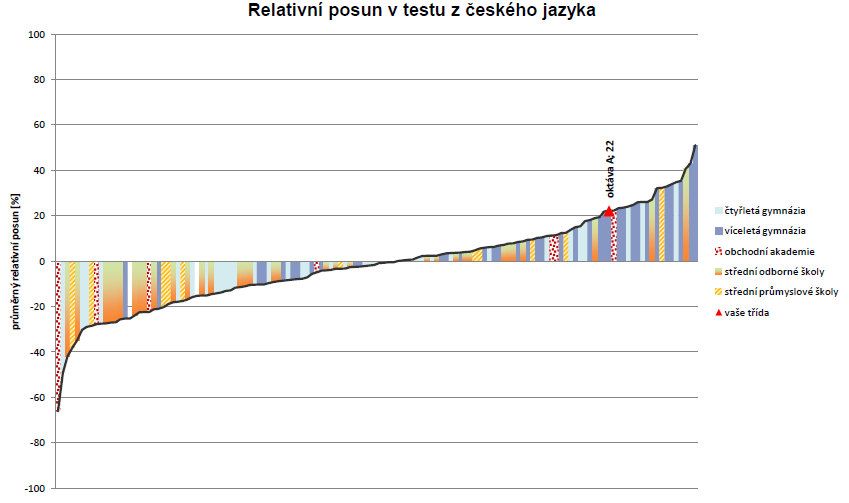 Relativní posun v testu z českého jazyka
průměrný relativní posun [%]
100
80
60
40
20
0
-20
-40
-60
-80
-100
oktáva A; 22
čtyřletá gymnázia
víceletá gymnázia
obchodní akademie
střední odborné školy
střední průmyslové školy
vaše třída